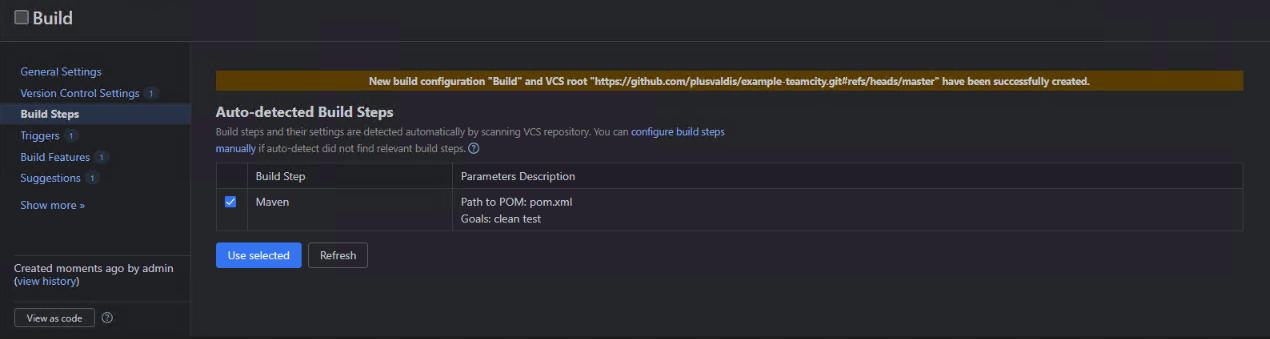 Build
General Settings
Version Control Settings 1
Build Steps
Triggers 1
Build Features 1
Suggestions 1
Show more »
Created moments ago by admin
(view history)
View as code ?
New build configuration "Build" and VCS root "https://github.com/plusvaldis/example-teamcity.git#refs/heads/master" have been successfully created.
Auto-detected Build Steps
Build steps and their settings are detected automatically by scanning VCS repository. You can configure build steps
manually if auto-detect did not find relevant build steps. ?
Build Step Parameters Description
Maven Path to POM: pom.xml
Goals: clean test
Use selected Refresh